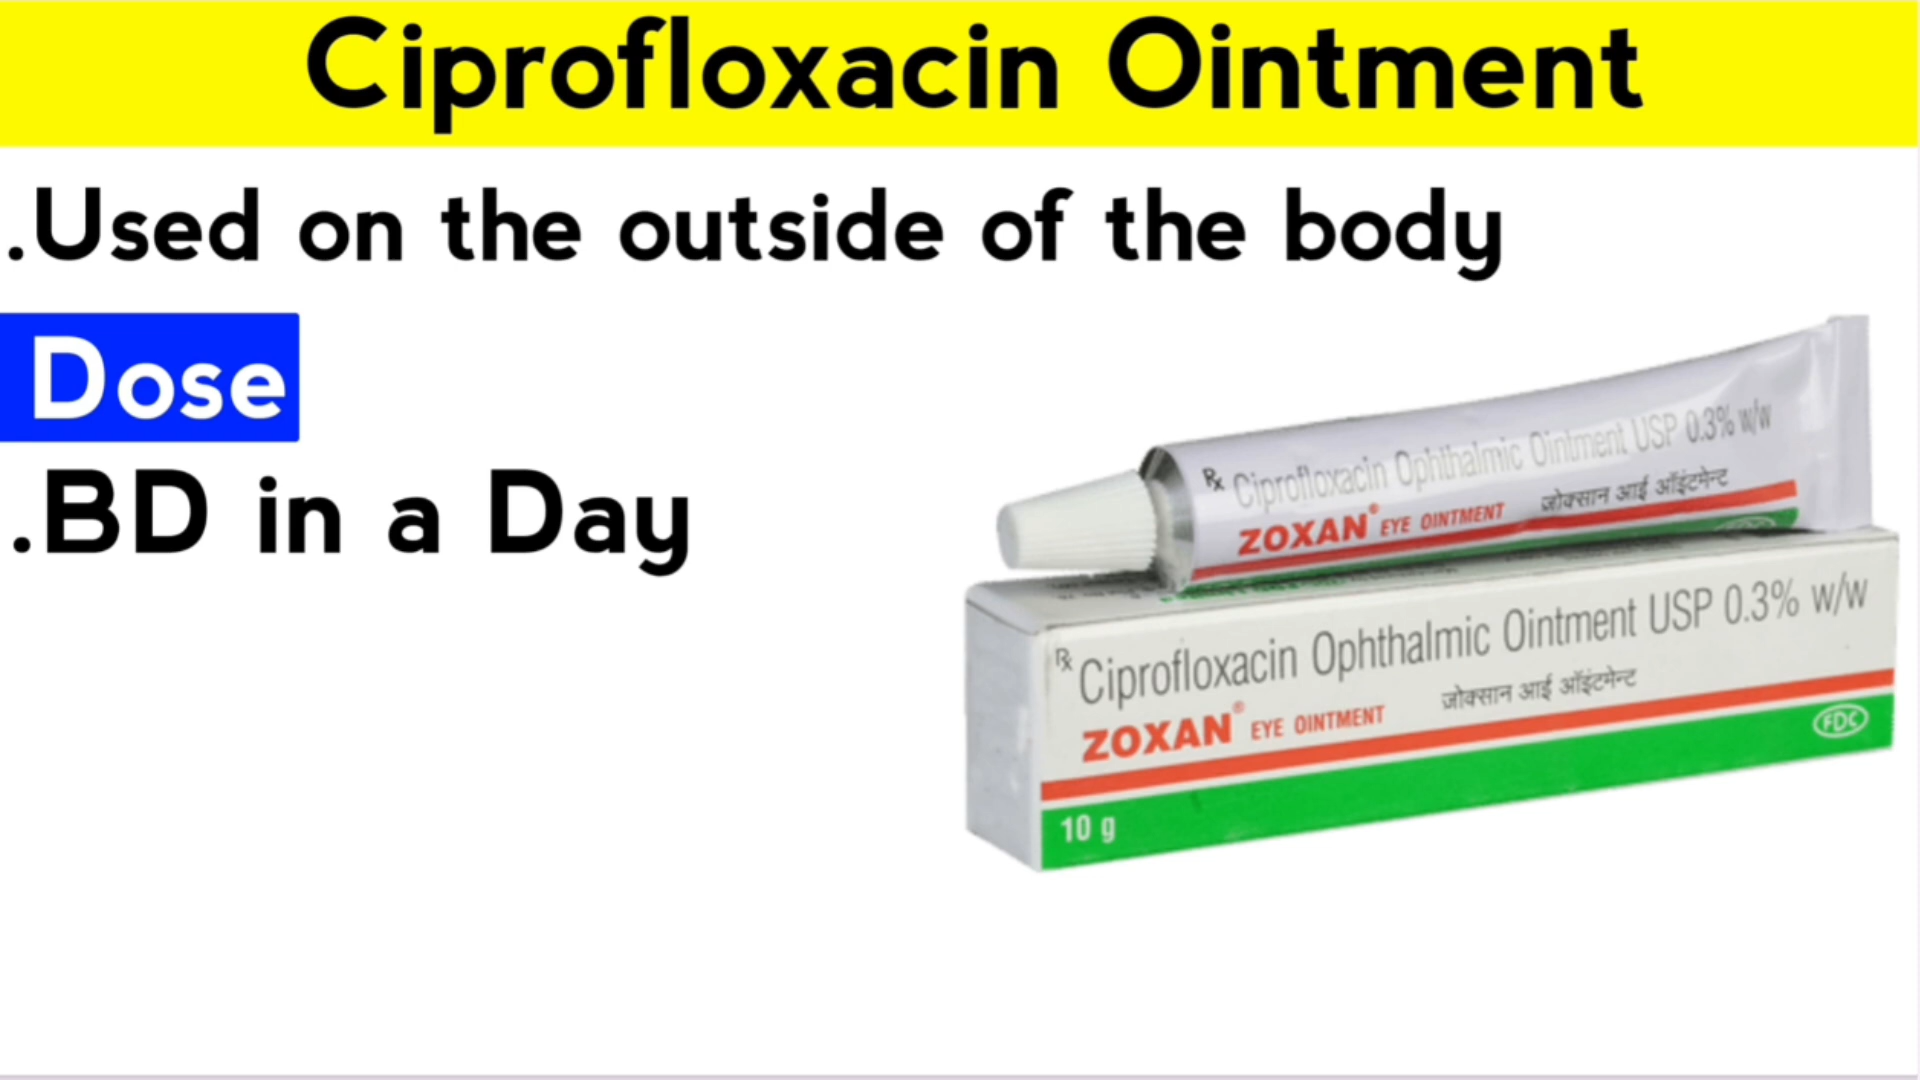 Ciprofloxacin Ointment
.Used on the outside of the body
Dose
.BD in a Day
Rx Ciprofloxacin Ophthalmic Ointment USP 0.3% w/w
ZOXAN® EYE OINTMENT जोक्सान आई ऑइंटमेन्ट
Rx Ciprofloxacin Ophthalmic Ointment USP 0.3% w/w
ZOXAN® EYE OINTMENT जोक्सान आई ऑइंटमेन्ट
FDC
10 g